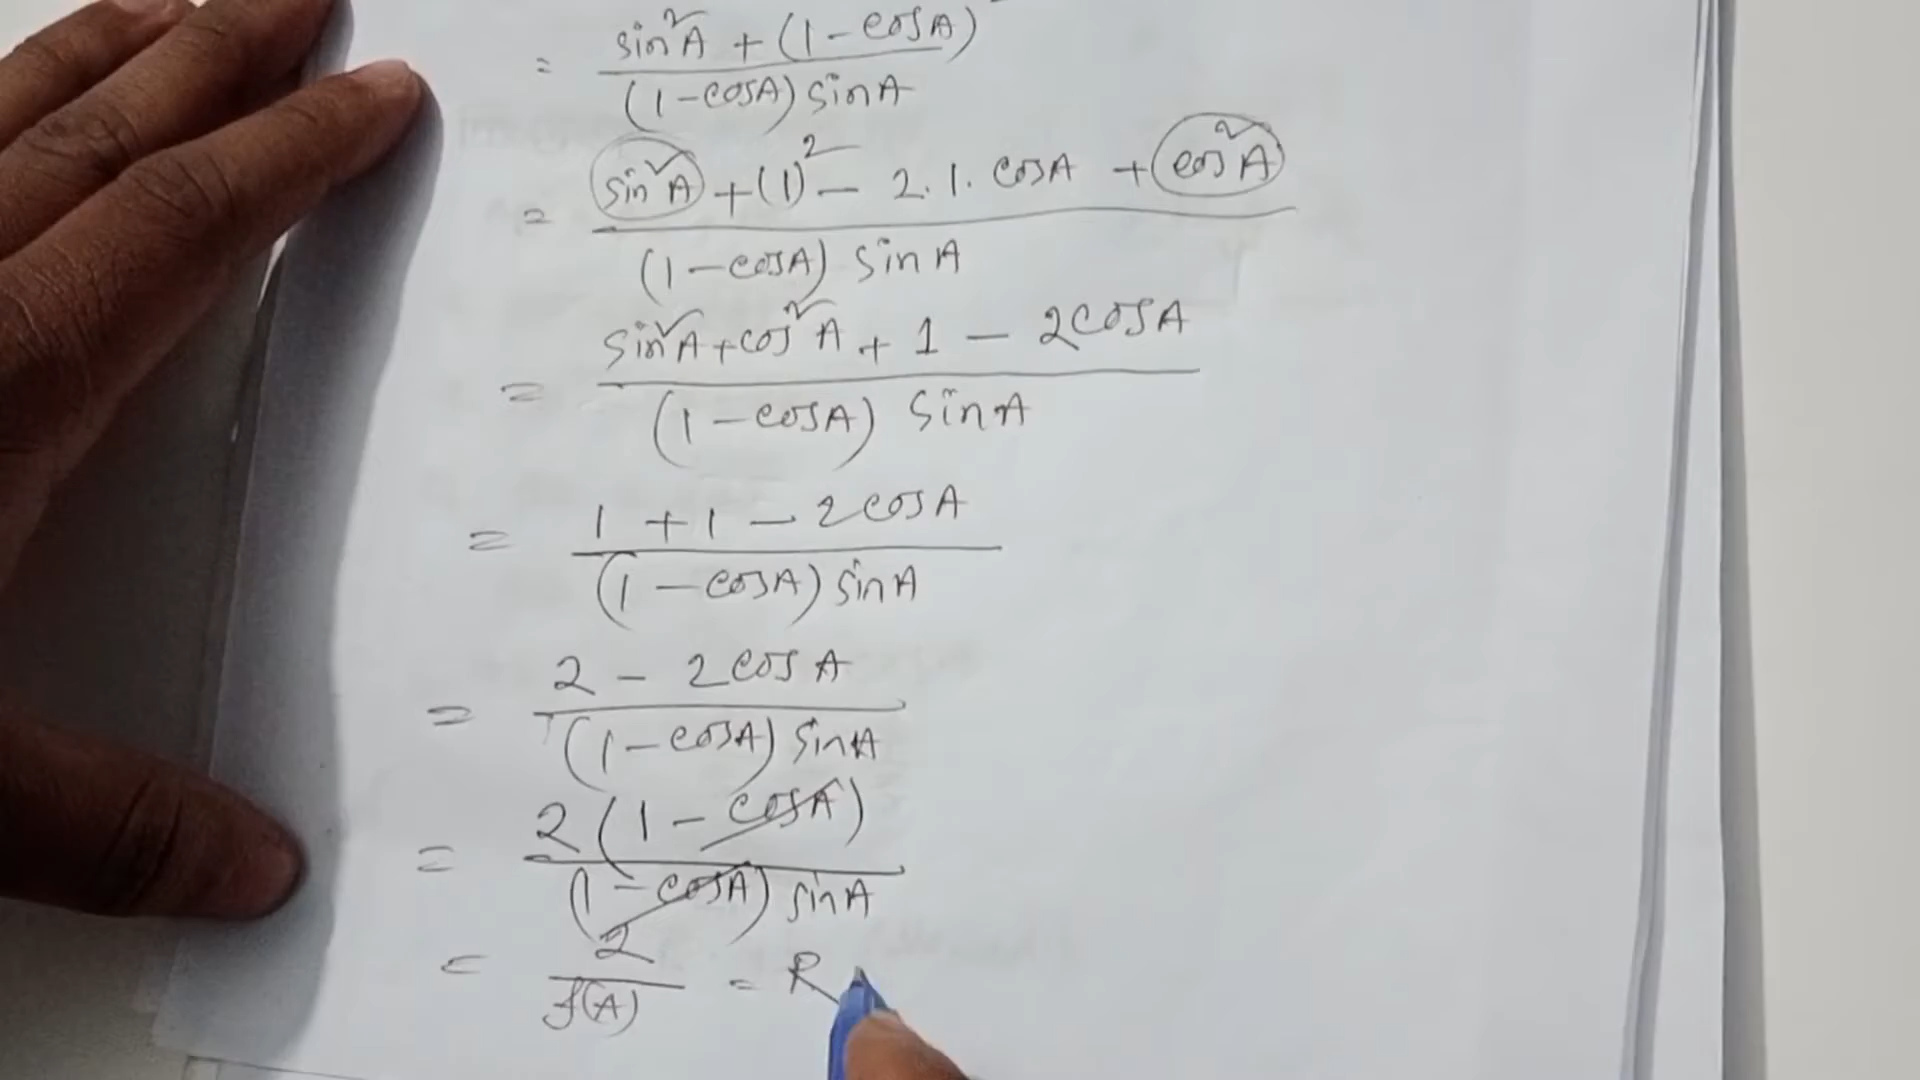 = sin²A + (1 - cosA)² / (1 - cosA) sinA
= sin²A + (1)² - 2.1. cosA + cos²A / (1 - cosA) sinA
= sin²A + cos²A + 1 - 2cosA / (1 - cosA) sinA
= 1 + 1 - 2cosA / (1 - cosA) sinA
= 2 - 2cosA / (1 - cosA) sinA
= 2(1 - cosA) / (1 - cosA) sinA
= 2 / f(A) = R